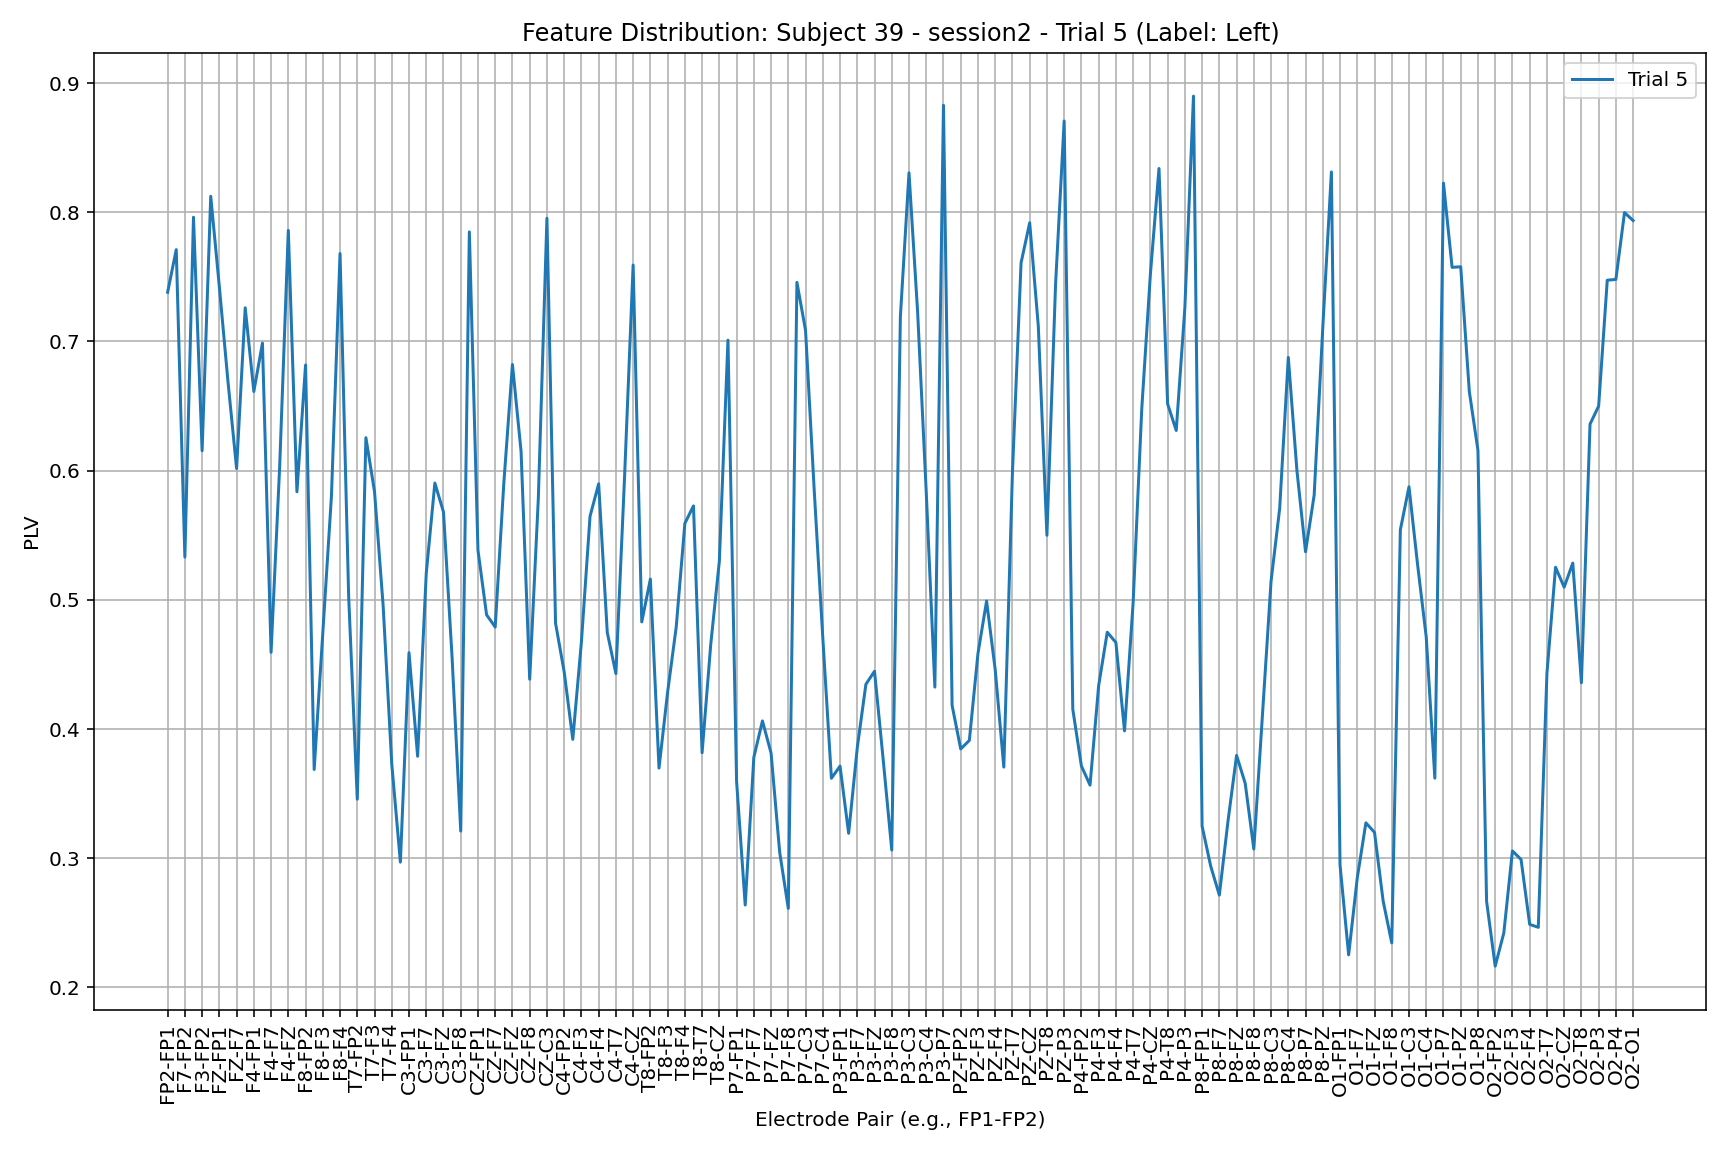 Feature Distribution: Subject 39 - session2 - Trial 5 (Label: Left)
Trial 5
PLV
0.9
0.8
0.7
0.6
0.5
0.4
0.3
0.2
FP2-FP1
F7-FP2
F3-FP2
FZ-FP1
FZ-F7
F4-FP1
F4-F7
F4-FZ
F8-FP2
F8-F3
F8-F4
T7-FP2
T7-F3
T7-F4
C3-FP1
C3-F7
C3-FZ
C3-F8
CZ-FP1
CZ-F7
CZ-FZ
CZ-F8
CZ-C3
C4-FP2
C4-F3
C4-F4
C4-T7
C4-CZ
T8-FP2
T8-F3
T8-F4
T8-T7
T8-CZ
P7-FP1
P7-F7
P7-FZ
P7-F8
P7-C3
P7-C4
P3-FP1
P3-F7
P3-FZ
P3-F8
P3-C3
P3-C4
P3-P7
PZ-FP2
PZ-F3
PZ-F4
PZ-T7
PZ-CZ
PZ-T8
PZ-P3
P4-FP2
P4-F3
P4-F4
P4-T7
P4-CZ
P4-T8
P4-P3
P8-FP1
P8-F7
P8-FZ
P8-F8
P8-C3
P8-C4
P8-P7
P8-PZ
O1-FP1
O1-F7
O1-FZ
O1-F8
O1-C3
O1-C4
O1-P7
O1-PZ
O1-P8
O2-FP2
O2-F3
O2-F4
O2-T7
O2-CZ
O2-T8
O2-P3
O2-P4
O2-O1
Electrode Pair (e.g., FP1-FP2)